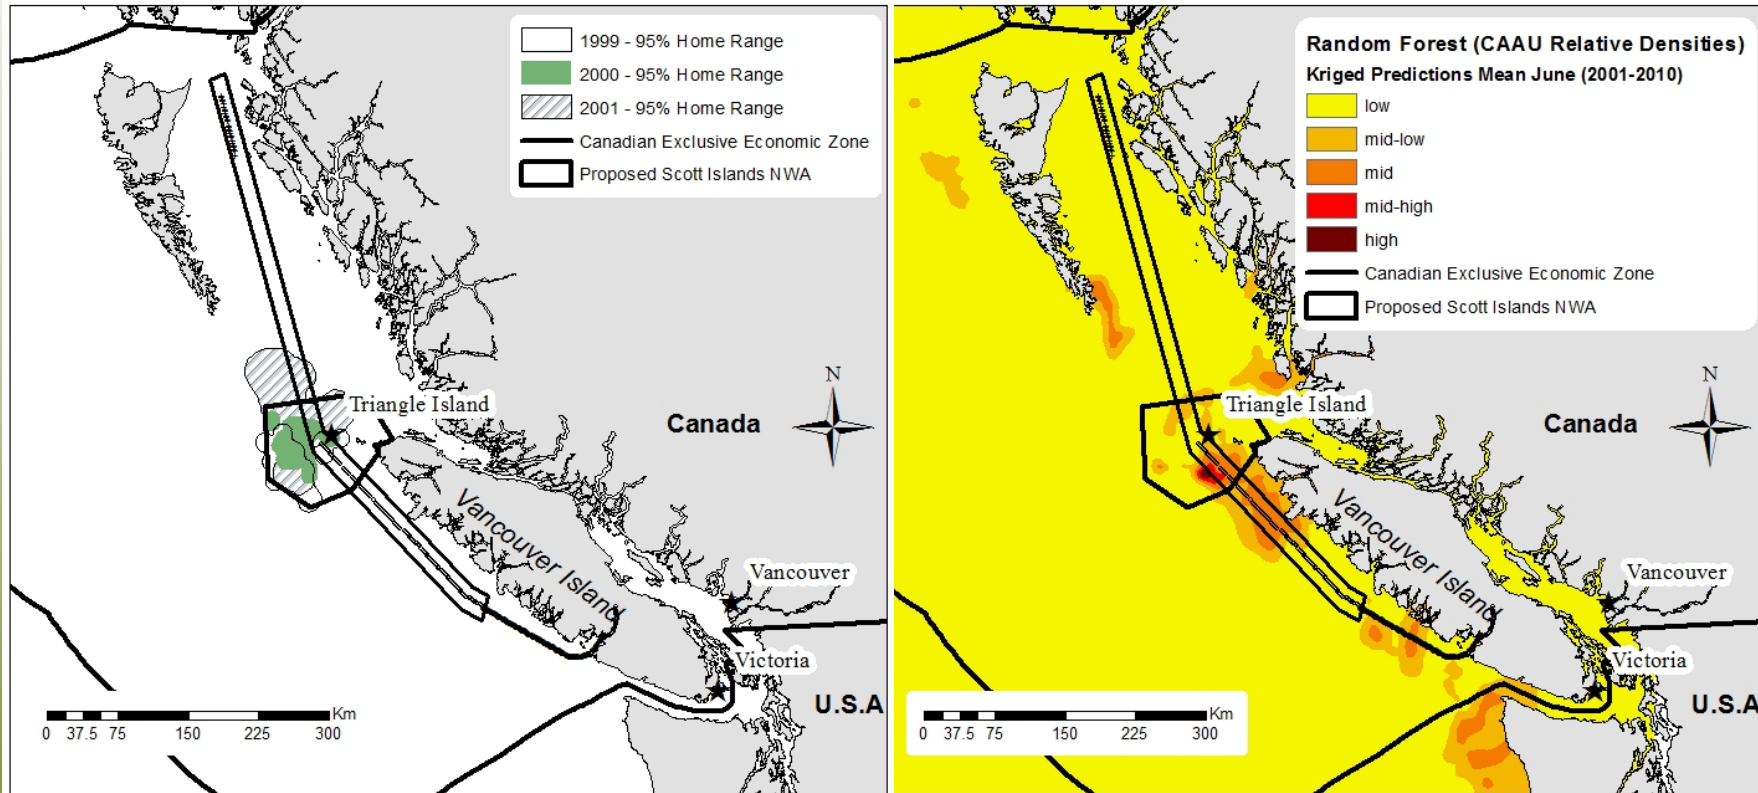 1999 - 95% Home Range
2000 - 95% Home Range
2001 - 95% Home Range
Canadian Exclusive Economic Zone
Proposed Scott Islands NWA
Triangle Island
N
Canada
Vancouver Island
Vancouver
Victoria
U.S.A
Km
0 37.5 75 150 225 300
Random Forest (CAAU Relative Densities)
Kriged Predictions Mean June (2001-2010)
low
mid-low
mid
mid-high
high
Canadian Exclusive Economic Zone
Proposed Scott Islands NWA
Triangle Island
N
Canada
Vancouver Island
Vancouver
Victoria
U.S.A
Km
0 37.5 75 150 225 300